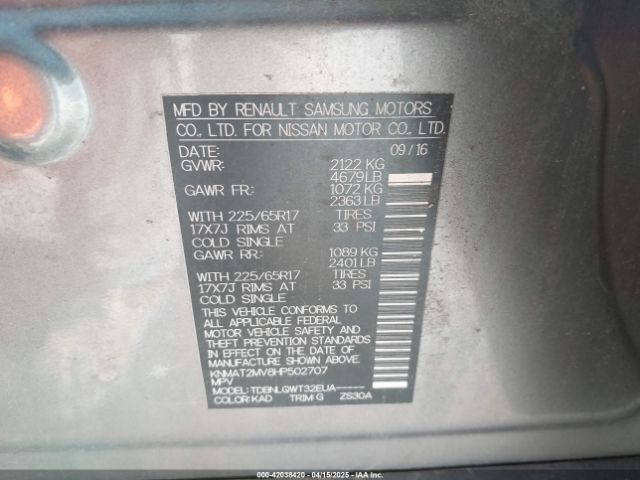 MFD BY RENAULT SAMSUNG MOTORS
CO., LTD. FOR NISSAN MOTOR CO., LTD.
DATE: 09/16
GVWR: 2122 KG
4679 LB
GAWR FR: 1072 KG
2363 LB
WITH 225/65R17 TIRES
17X7J RIMS AT 33 PSI
COLD SINGLE
GAWR RR: 1089 KG
2401 LB
WITH 225/65R17 TIRES
17X7J RIMS AT 33 PSI
COLD SINGLE
THIS VEHICLE CONFORMS TO
ALL APPLICABLE FEDERAL
MOTOR VEHICLE SAFETY AND
THEFT PREVENTION STANDARDS
IN EFFECT ON THE DATE OF
MANUFACTURE SHOWN ABOVE.
KNMAT2MV8HP502707
MPV
MODEL: TDBNLGWT32EUA------
COLOR: KAD TRIM: G ZS30A
000-42038420 - 04/15/2025 - IAA Inc.